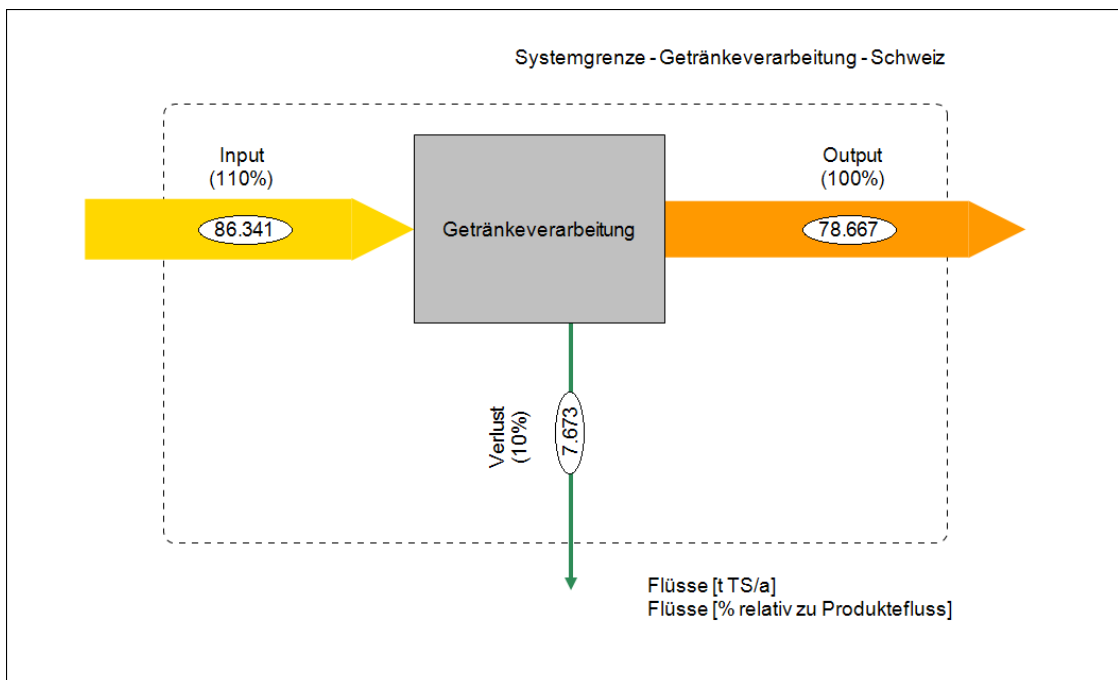 Systemgrenze - Getränkeverarbeitung - Schweiz
Input
(110%)
86.341
Getränkeverarbeitung
Output
(100%)
78.667
Verlust
(10%)
7.673
Flüsse [t TS/a]
Flüsse [% relativ zu Produktefluss]